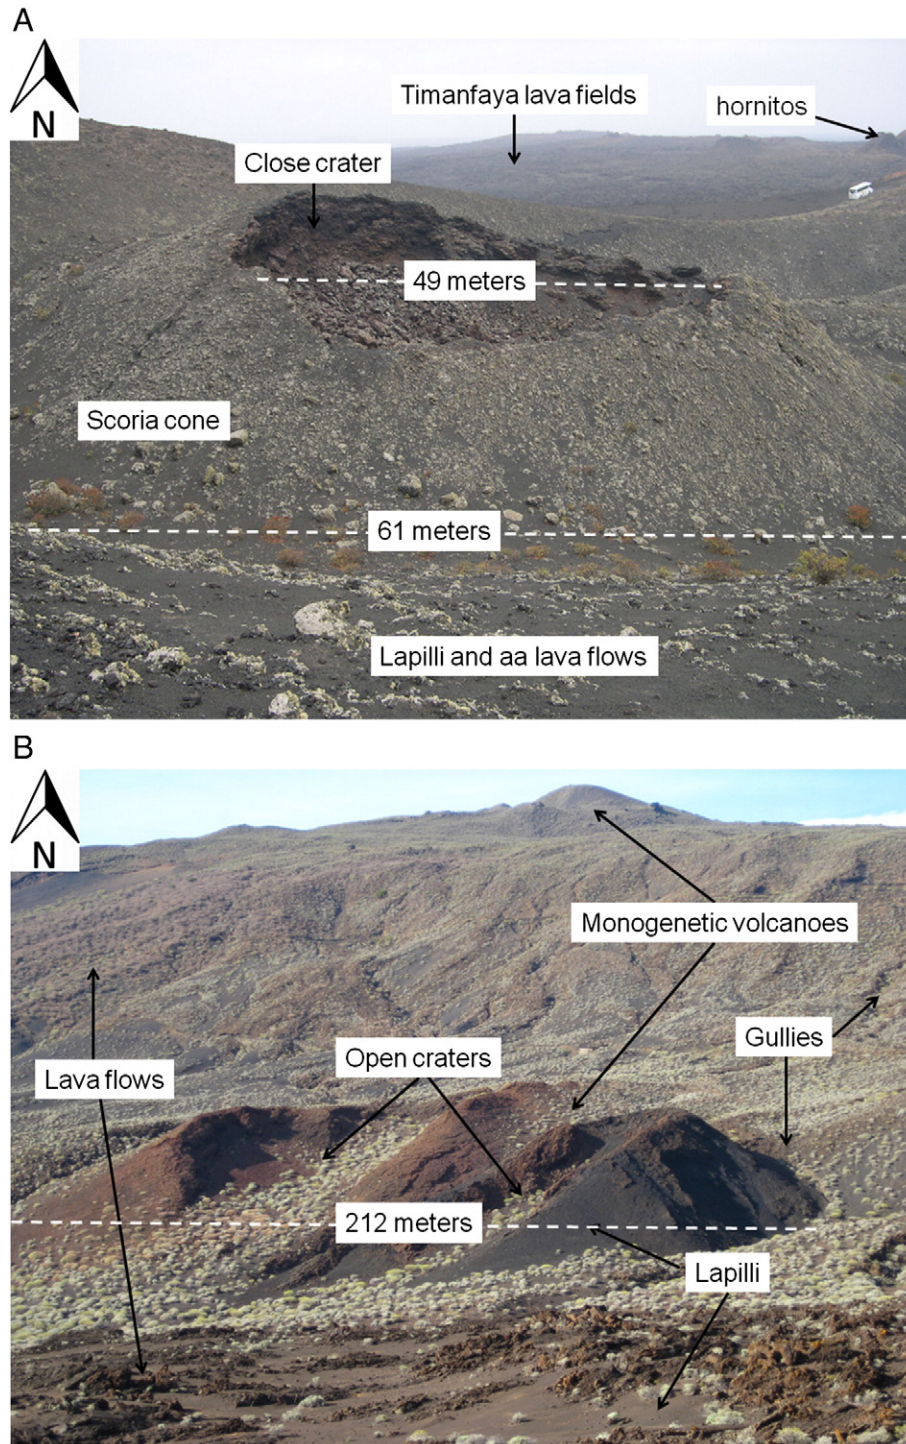 A
N
Timanfaya lava fields
hornitos
Close crater
49 meters
Scoria cone
61 meters
Lapilli and aa lava flows
B
N
Monogenetic volcanoes
Gullies
Open craters
Lava flows
212 meters
Lapilli